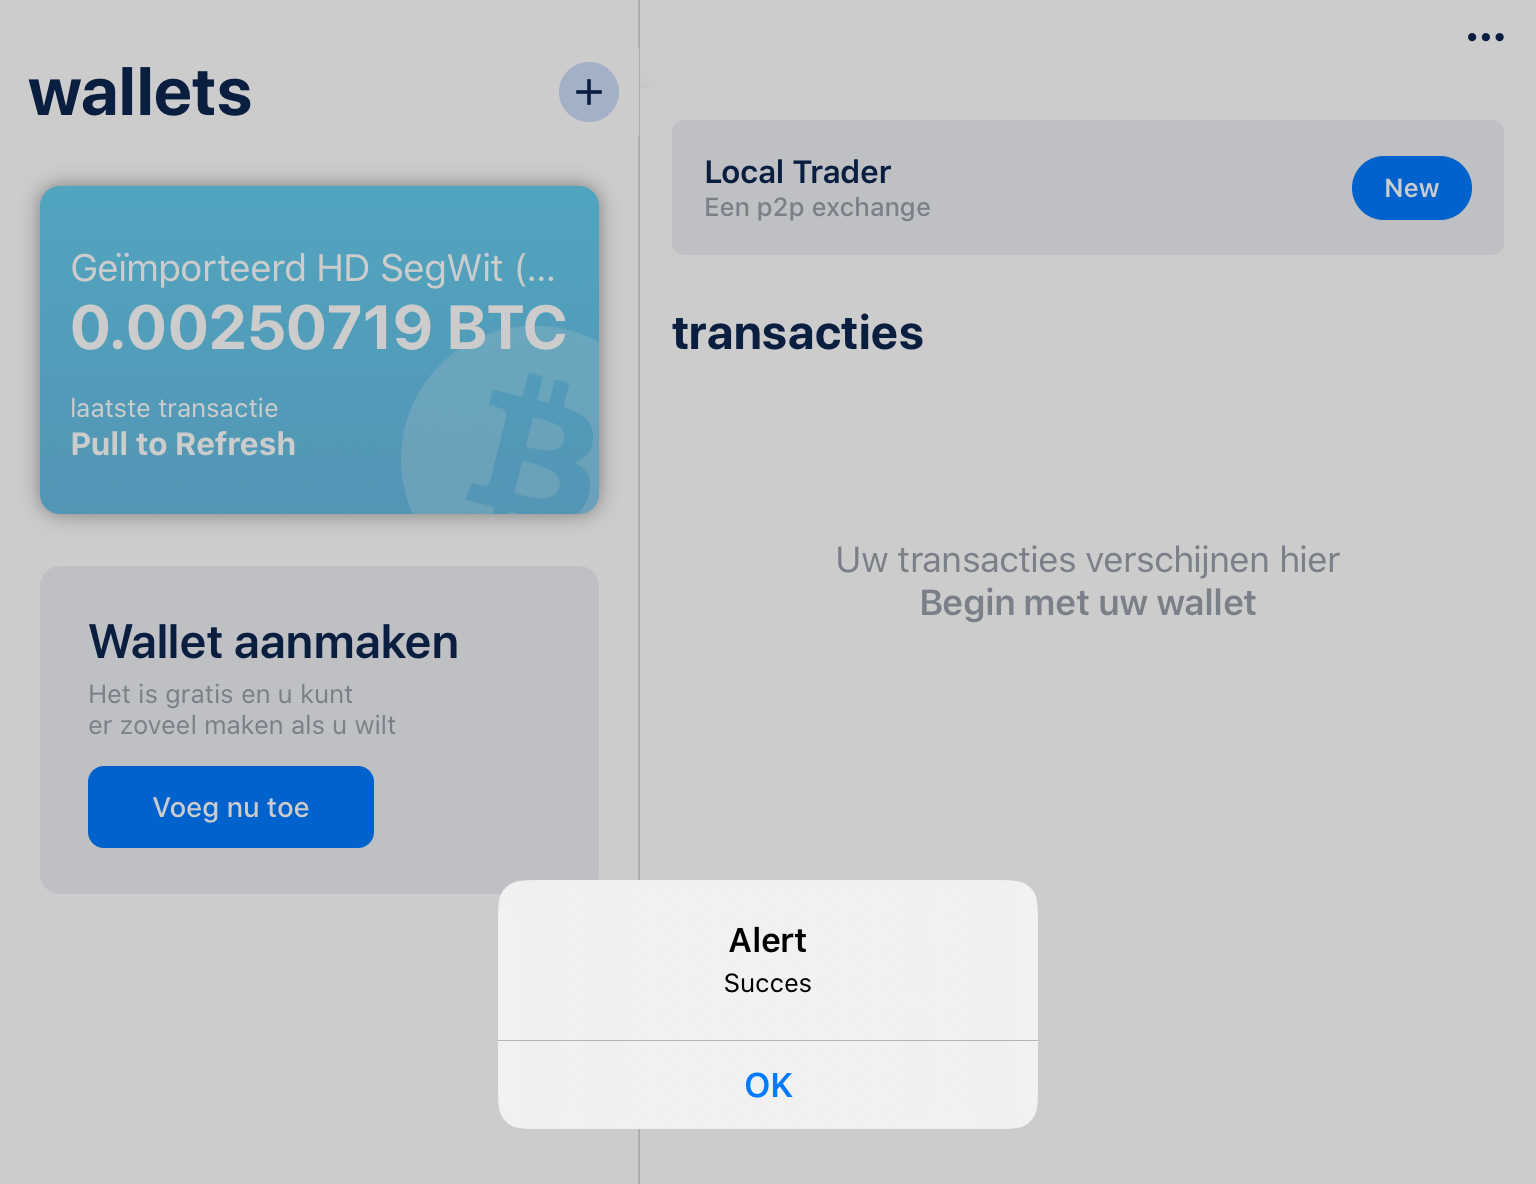 wallets
Geïmporteerd HD SegWit (...
0.00250719 BTC
laatste transactie
Pull to Refresh
Wallet aanmaken
Het is gratis en u kunt
er zoveel maken als u wilt
Voeg nu toe
Local Trader
Een p2p exchange
New
transacties
Uw transacties verschijnen hier
Begin met uw wallet
Alert
Succes
OK